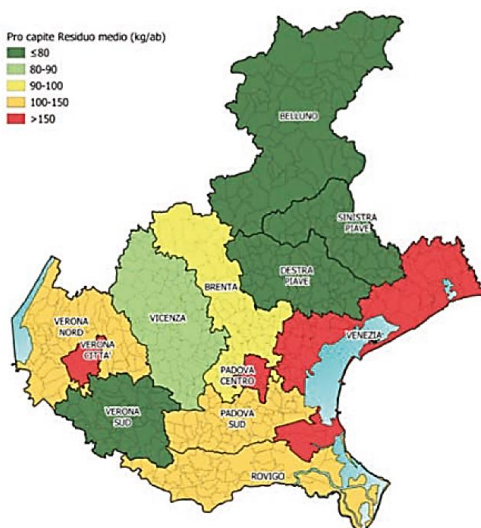 Pro capite Residuo medio (kg/ab)
≤80
80-90
90-100
100-150
>150
BELLUNO
SINISTRA
PIAVE
DESTRA
PIAVE
BRENTA
VENEZIA
VICENZA
VERONA
NORD
VERONA
CITTA'
PADOVA
CENTRO
VERONA
SUD
PADOVA
SUD
ROVIGO